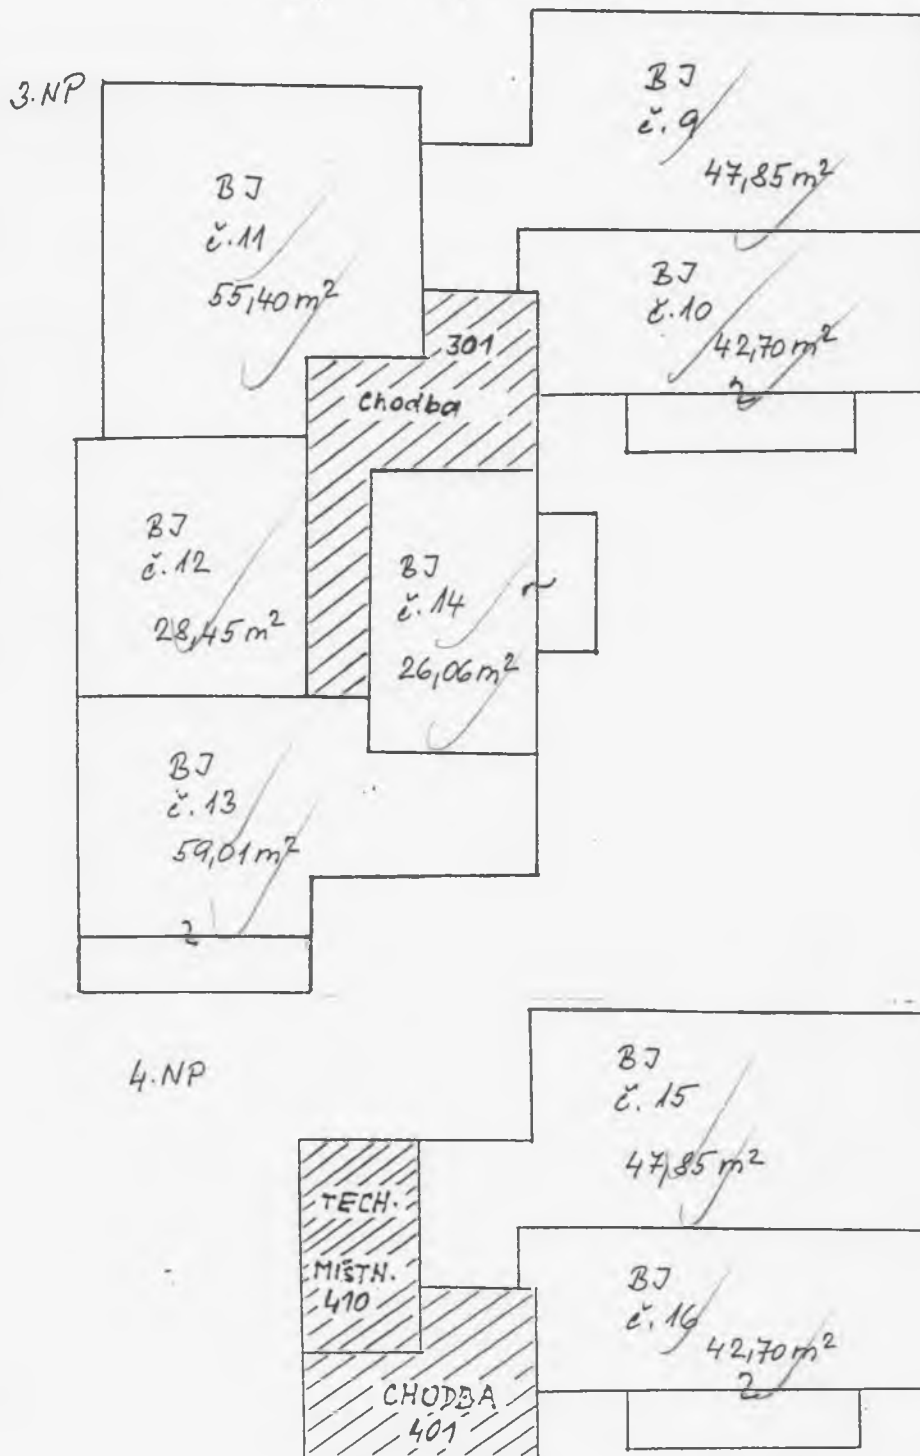 3.NP
BJ
č.9
47,85 m²
BJ
č.11
55,40 m²
BJ
č.10
42,70 m²
301
chodba
BJ
č.12
28,45 m²
BJ
č.14
26,06 m²
BJ
č.13
59,01 m²
4.NP
BJ
č.15
47,85 m²
TECH.
MÍSTN.
410
BJ
č.16
42,70 m²
CHODBA
401